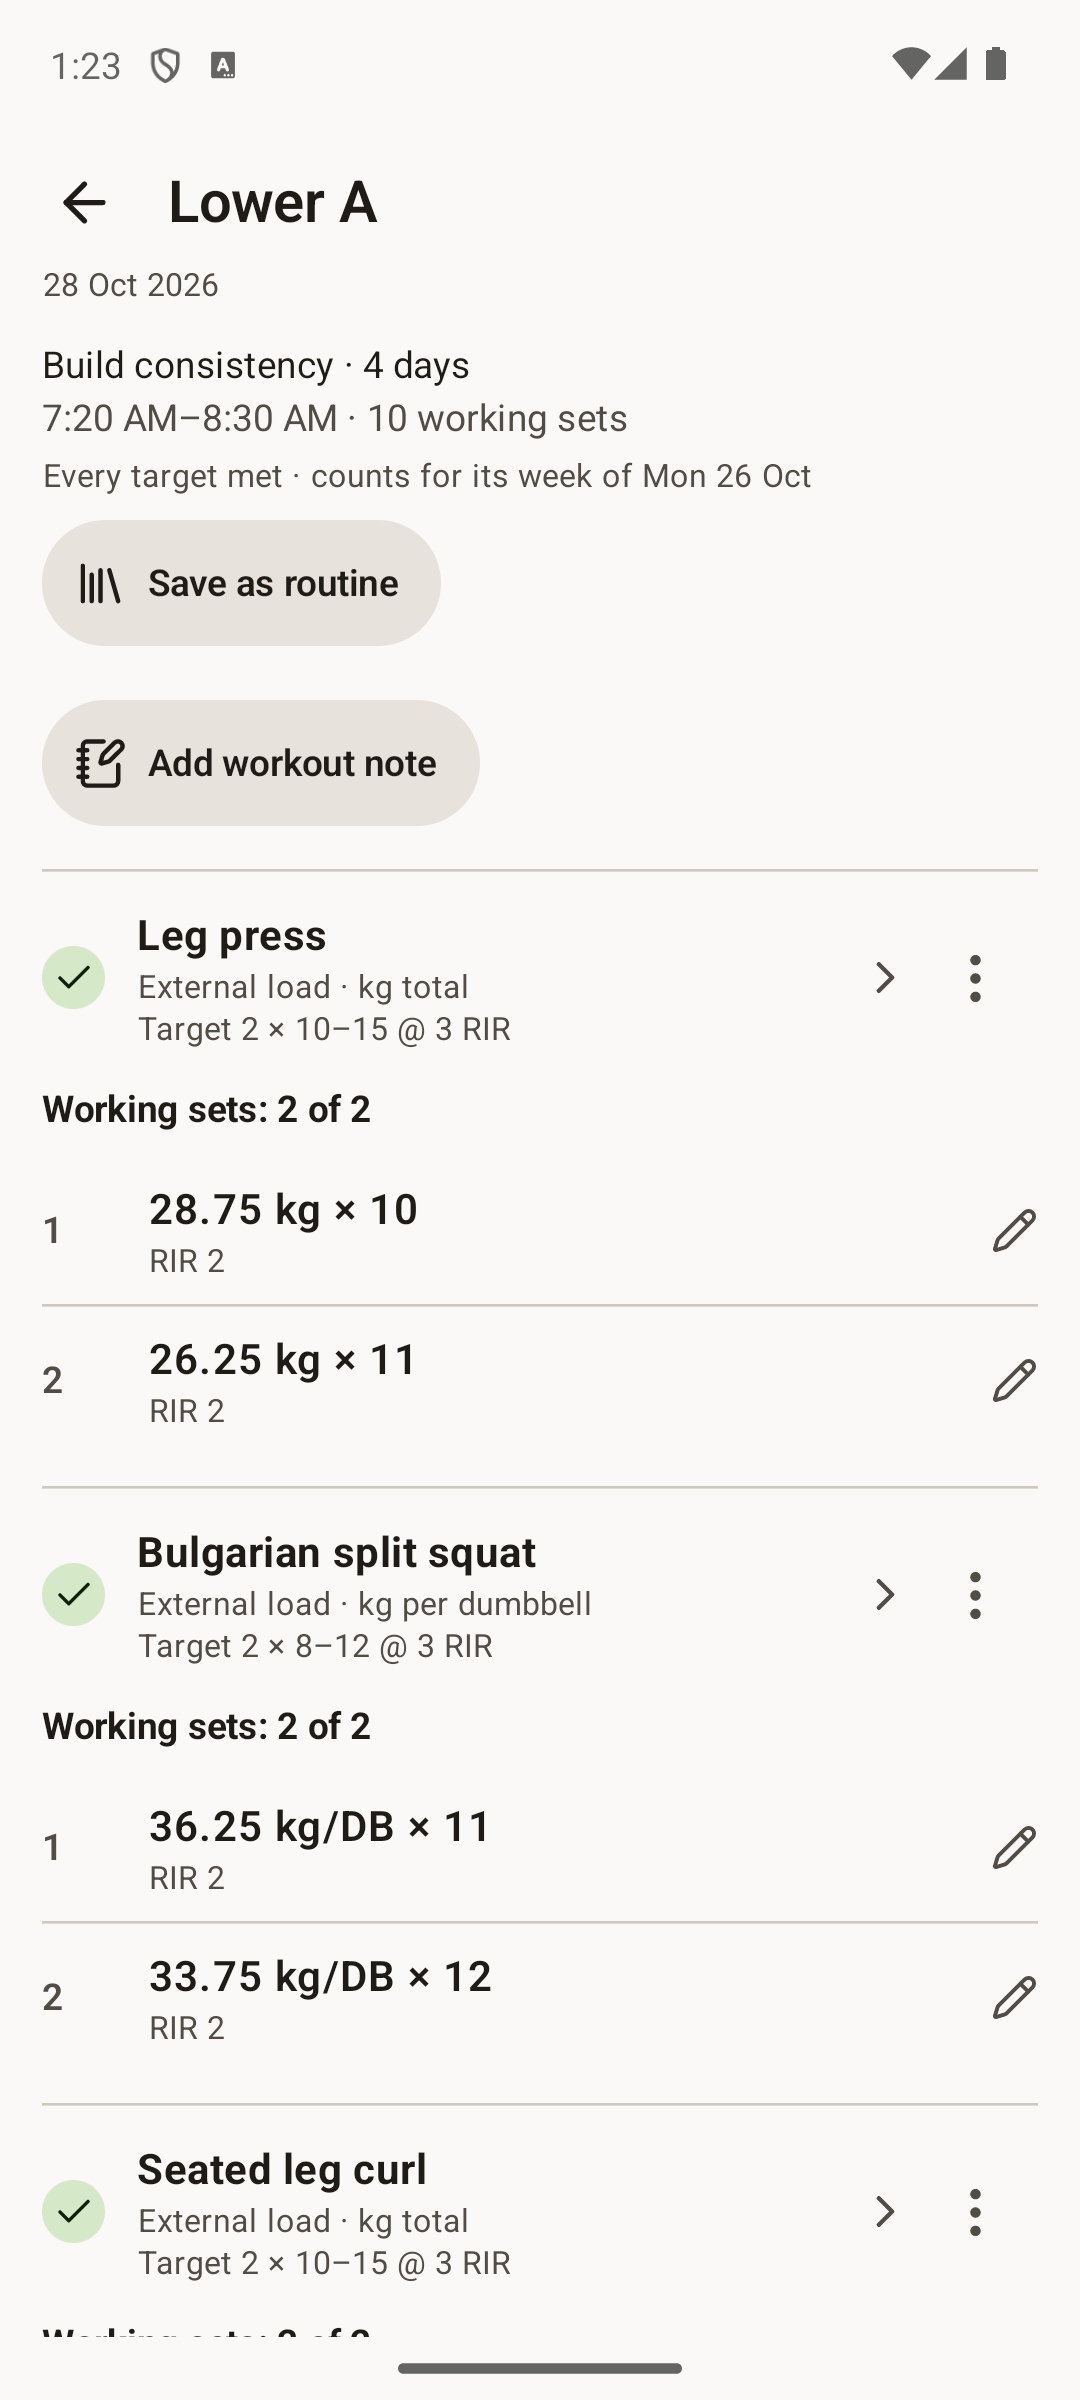 1:23
Lower A
28 Oct 2026
Build consistency · 4 days
7:20 AM–8:30 AM · 10 working sets
Every target met · counts for its week of Mon 26 Oct
Save as routine
Add workout note
Leg press
External load · kg total
Target 2 × 10–15 @ 3 RIR
Working sets: 2 of 2
1
28.75 kg × 10
RIR 2
2
26.25 kg × 11
RIR 2
Bulgarian split squat
External load · kg per dumbbell
Target 2 × 8–12 @ 3 RIR
Working sets: 2 of 2
1
36.25 kg/DB × 11
RIR 2
2
33.75 kg/DB × 12
RIR 2
Seated leg curl
External load · kg total
Target 2 × 10–15 @ 3 RIR